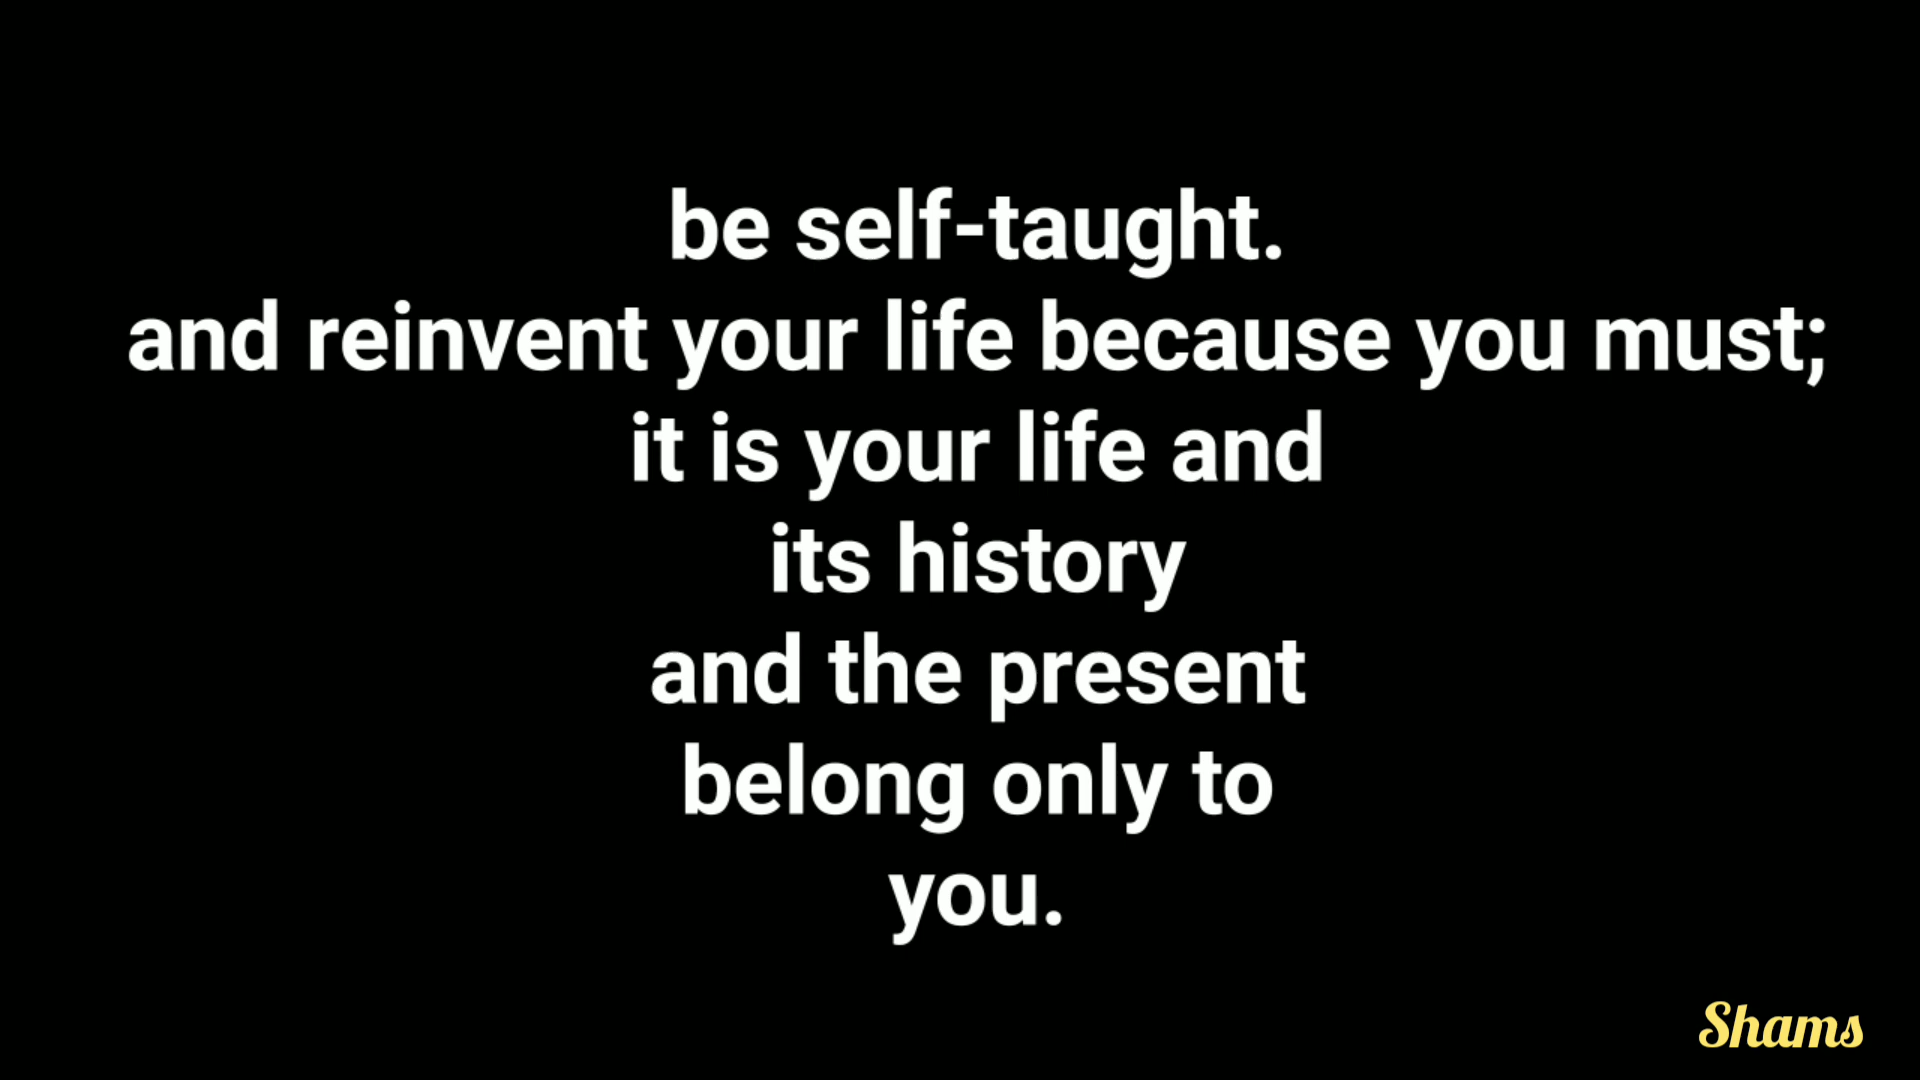 be self-taught.
and reinvent your life because you must;
it is your life and
its history
and the present
belong only to
you.
Shams